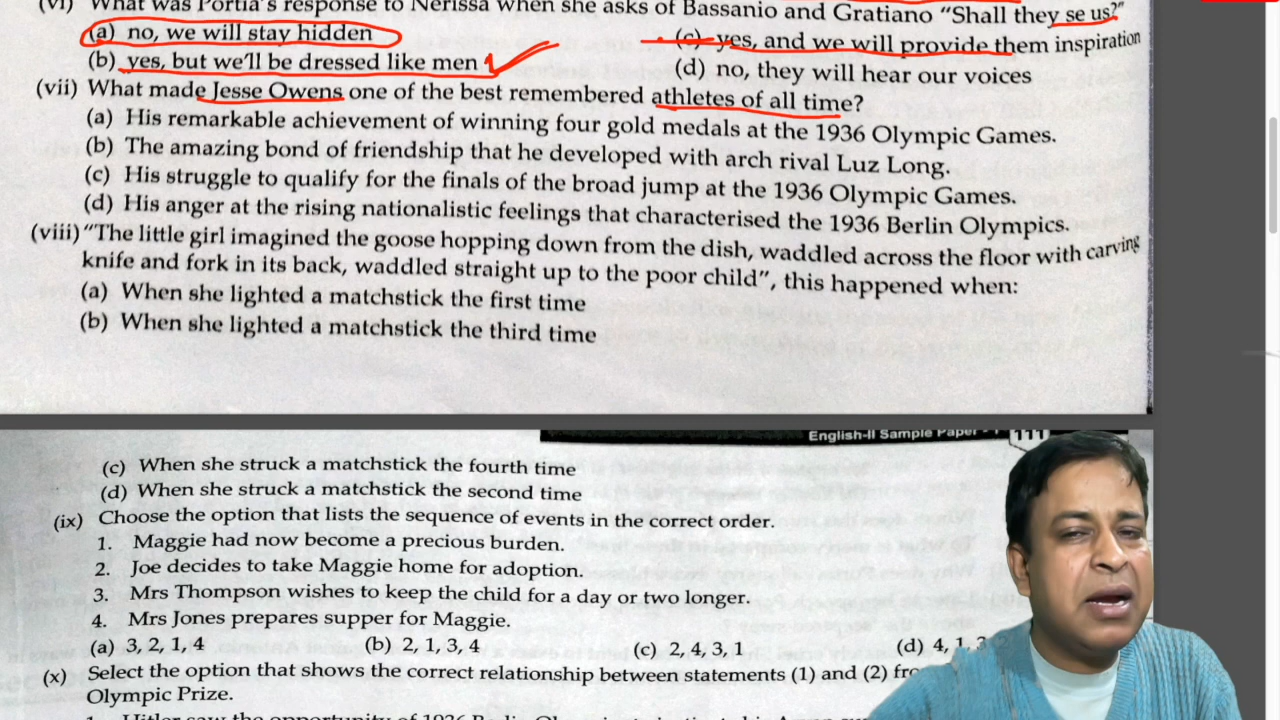 (vi) What was Portia's response to Nerissa when she asks of Bassanio and Gratiano "Shall they se us?"
(a) no, we will stay hidden
(c) yes, and we will provide them inspiration
(b) yes, but we'll be dressed like men
(d) no, they will hear our voices
(vii) What made Jesse Owens one of the best remembered athletes of all time?
(a) His remarkable achievement of winning four gold medals at the 1936 Olympic Games.
(b) The amazing bond of friendship that he developed with arch rival Luz Long.
(c) His struggle to qualify for the finals of the broad jump at the 1936 Olympic Games.
(d) His anger at the rising nationalistic feelings that characterised the 1936 Berlin Olympics.
(viii) "The little girl imagined the goose hopping down from the dish, waddled across the floor with carving
knife and fork in its back, waddled straight up to the poor child", this happened when:
(a) When she lighted a matchstick the first time
(b) When she lighted a matchstick the third time
English-II Sample Paper - 111
(c) When she struck a matchstick the fourth time
(d) When she struck a matchstick the second time
(ix) Choose the option that lists the sequence of events in the correct order.
1. Maggie had now become a precious burden.
2. Joe decides to take Maggie home for adoption.
3. Mrs Thompson wishes to keep the child for a day or two longer.
4. Mrs Jones prepares supper for Maggie.
(a) 3, 2, 1, 4 (b) 2, 1, 3, 4 (c) 2, 4, 3, 1 (d) 4, 1, 3
(x) Select the option that shows the correct relationship between statements (1) and (2)
Olympic Prize.
1. Hitler saw the opportunity of 1936